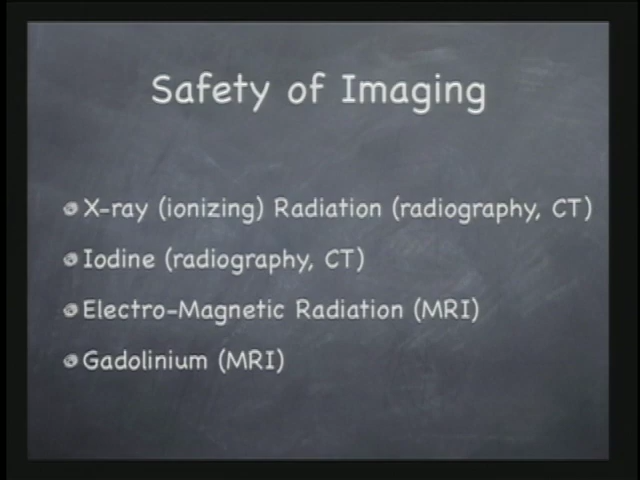 Safety of Imaging
X-ray (ionizing) Radiation (radiography, CT)
Iodine (radiography, CT)
Electro-Magnetic Radiation (MRI)
Gadolinium (MRI)